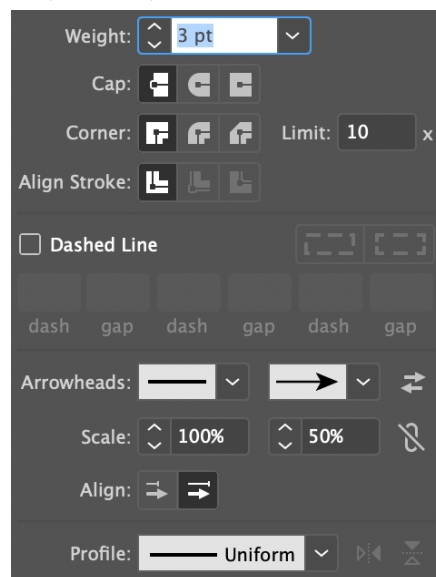 Weight: 3 pt
Cap:
Corner: Limit: 10 x
Align Stroke:
Dashed Line
dash gap dash gap dash gap
Arrowheads:
Scale: 100% 50%
Align:
Profile: Uniform